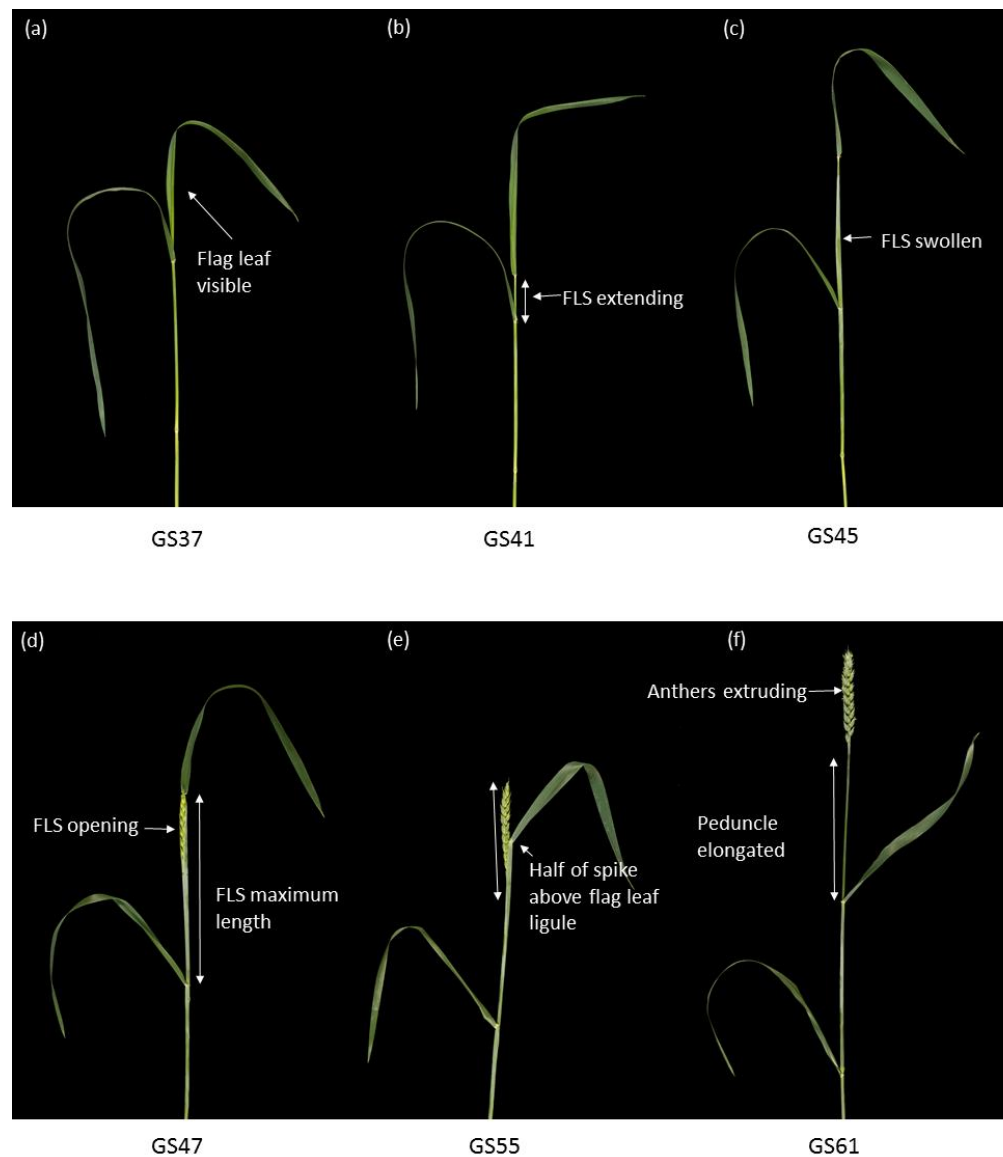 (a)
(b)
(c)
Flag leaf
visible
FLS extending
FLS swollen
GS37
GS41
GS45
(d)
(e)
(f)
Anthers extruding
FLS opening
Peduncle
elongated
FLS maximum
length
Half of spike
above flag leaf
ligule
GS47
GS55
GS61